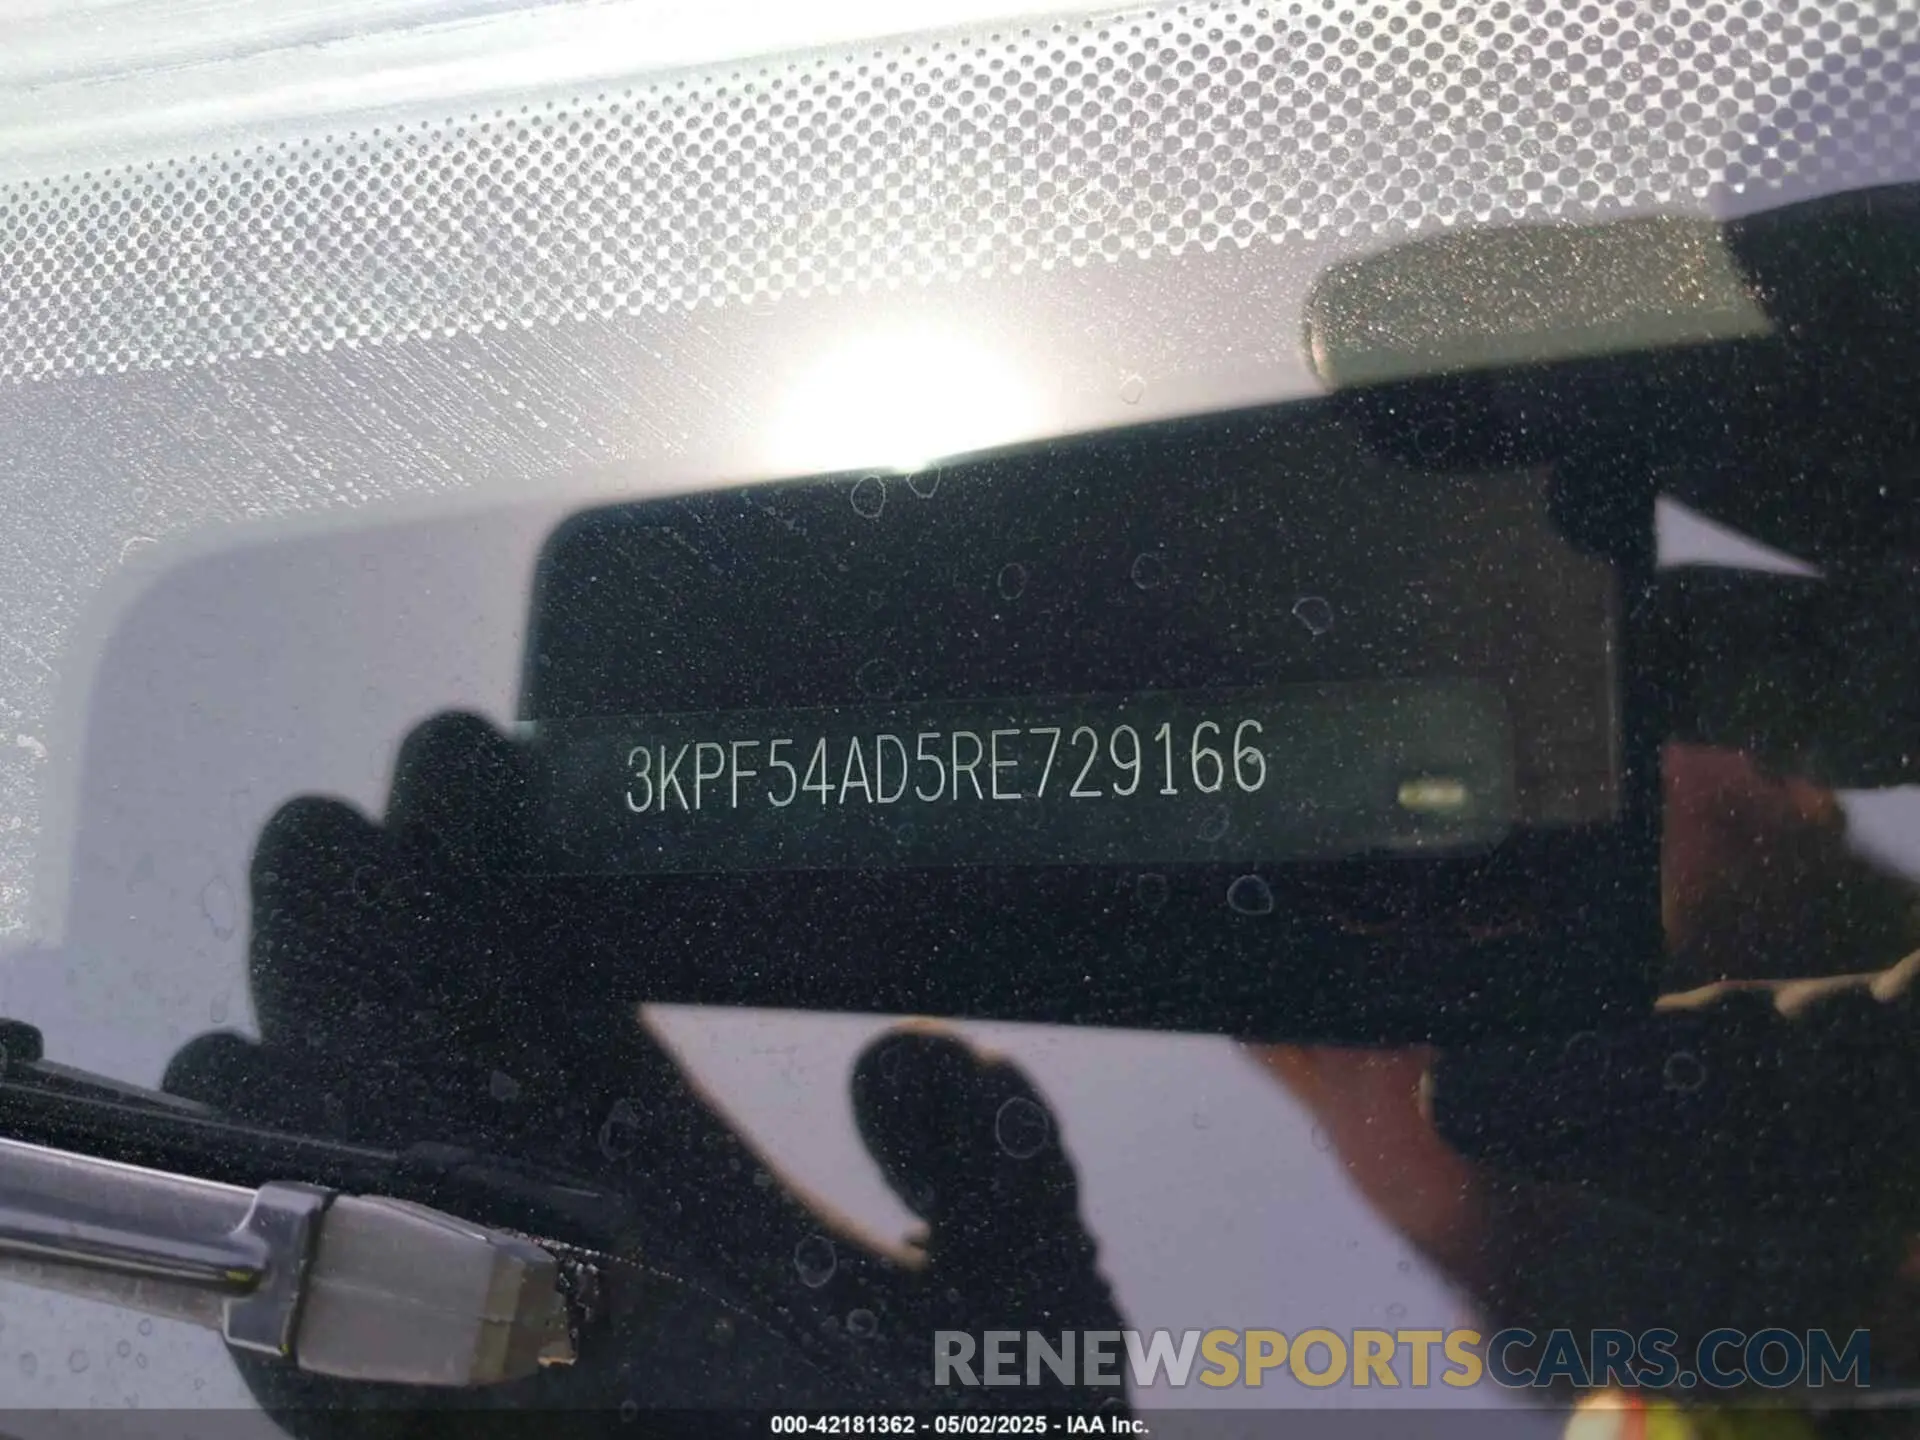 3KPF54AD5RE729166
RENEWSPORTSCARS.COM
000-42181362 - 05/02/2025 - IAA Inc.